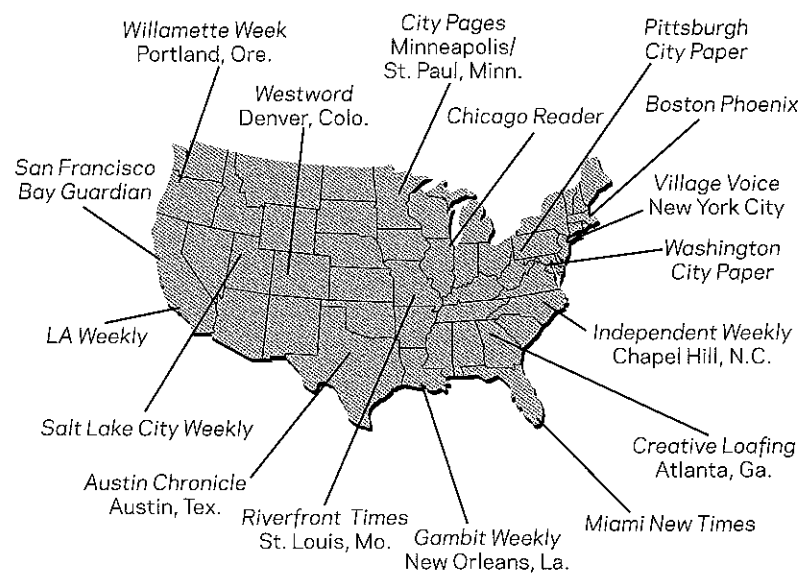 Willamette Week
Portland, Ore.
City Pages
Minneapolis/
St. Paul, Minn.
Pittsburgh
City Paper
Westword
Denver, Colo.
Chicago Reader
Boston Phoenix
San Francisco
Bay Guardian
Village Voice
New York City
Washington
City Paper
LA Weekly
Independent Weekly
Chapel Hill, N.C.
Salt Lake City Weekly
Creative Loafing
Atlanta, Ga.
Austin Chronicle
Austin, Tex.
Riverfront Times
St. Louis, Mo.
Gambit Weekly
New Orleans, La.
Miami New Times